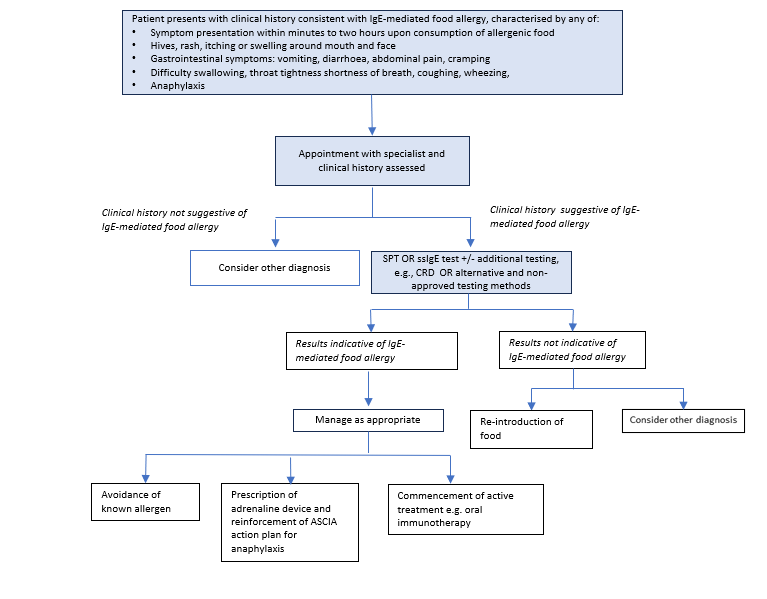 Patient presents with clinical history consistent with IgE-mediated food allergy, characterised by any of:
• Symptom presentation within minutes to two hours upon consumption of allergenic food
• Hives, rash, itching or swelling around mouth and face
• Gastrointestinal symptoms: vomiting, diarrhoea, abdominal pain, cramping
• Difficulty swallowing, throat tightness shortness of breath, coughing, wheezing,
• Anaphylaxis
Appointment with specialist and
clinical history assessed
Clinical history not suggestive of
IgE-mediated food allergy
Clinical history suggestive of IgE-
mediated food allergy
Consider other diagnosis
SPT OR ssIgE test +/- additional testing,
e.g., CRD OR alternative and non-
approved testing methods
Results indicative of IgE-
mediated food allergy
Results not indicative of
IgE-mediated food allergy
Manage as appropriate
Re-introduction of
food
Consider other diagnosis
Avoidance of
known allergen
Prescription of
adrenaline device and
reinforcement of ASCIA
action plan for
anaphylaxis
Commencement of active
treatment e.g. oral
immunotherapy